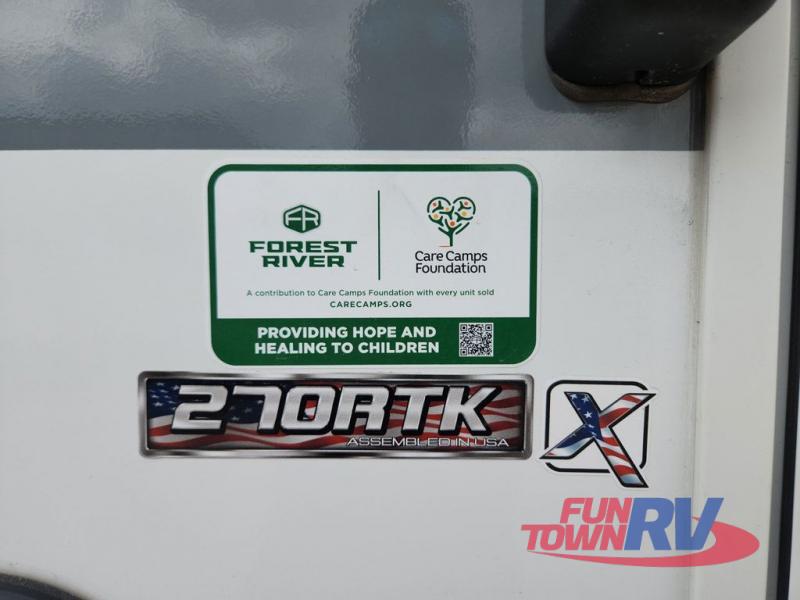 FR
FOREST
RIVER
Care Camps
Foundation
A contribution to Care Camps Foundation with every unit sold
CARECAMPS.ORG
PROVIDING HOPE AND
HEALING TO CHILDREN
270RTK
ASSEMBLED IN USA
X
FUN
TOWN RV